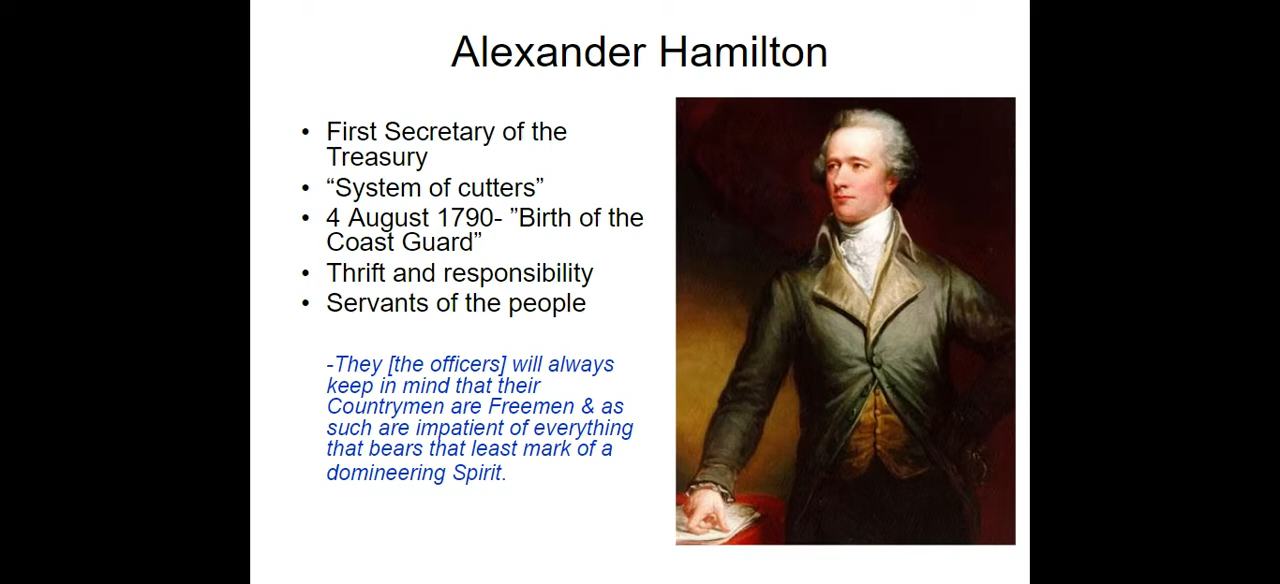 Alexander Hamilton
• First Secretary of the
Treasury
• “System of cutters”
• 4 August 1790- ”Birth of the
Coast Guard”
• Thrift and responsibility
• Servants of the people
-They [the officers] will always
keep in mind that their
Countrymen are Freemen & as
such are impatient of everything
that bears that least mark of a
domineering Spirit.